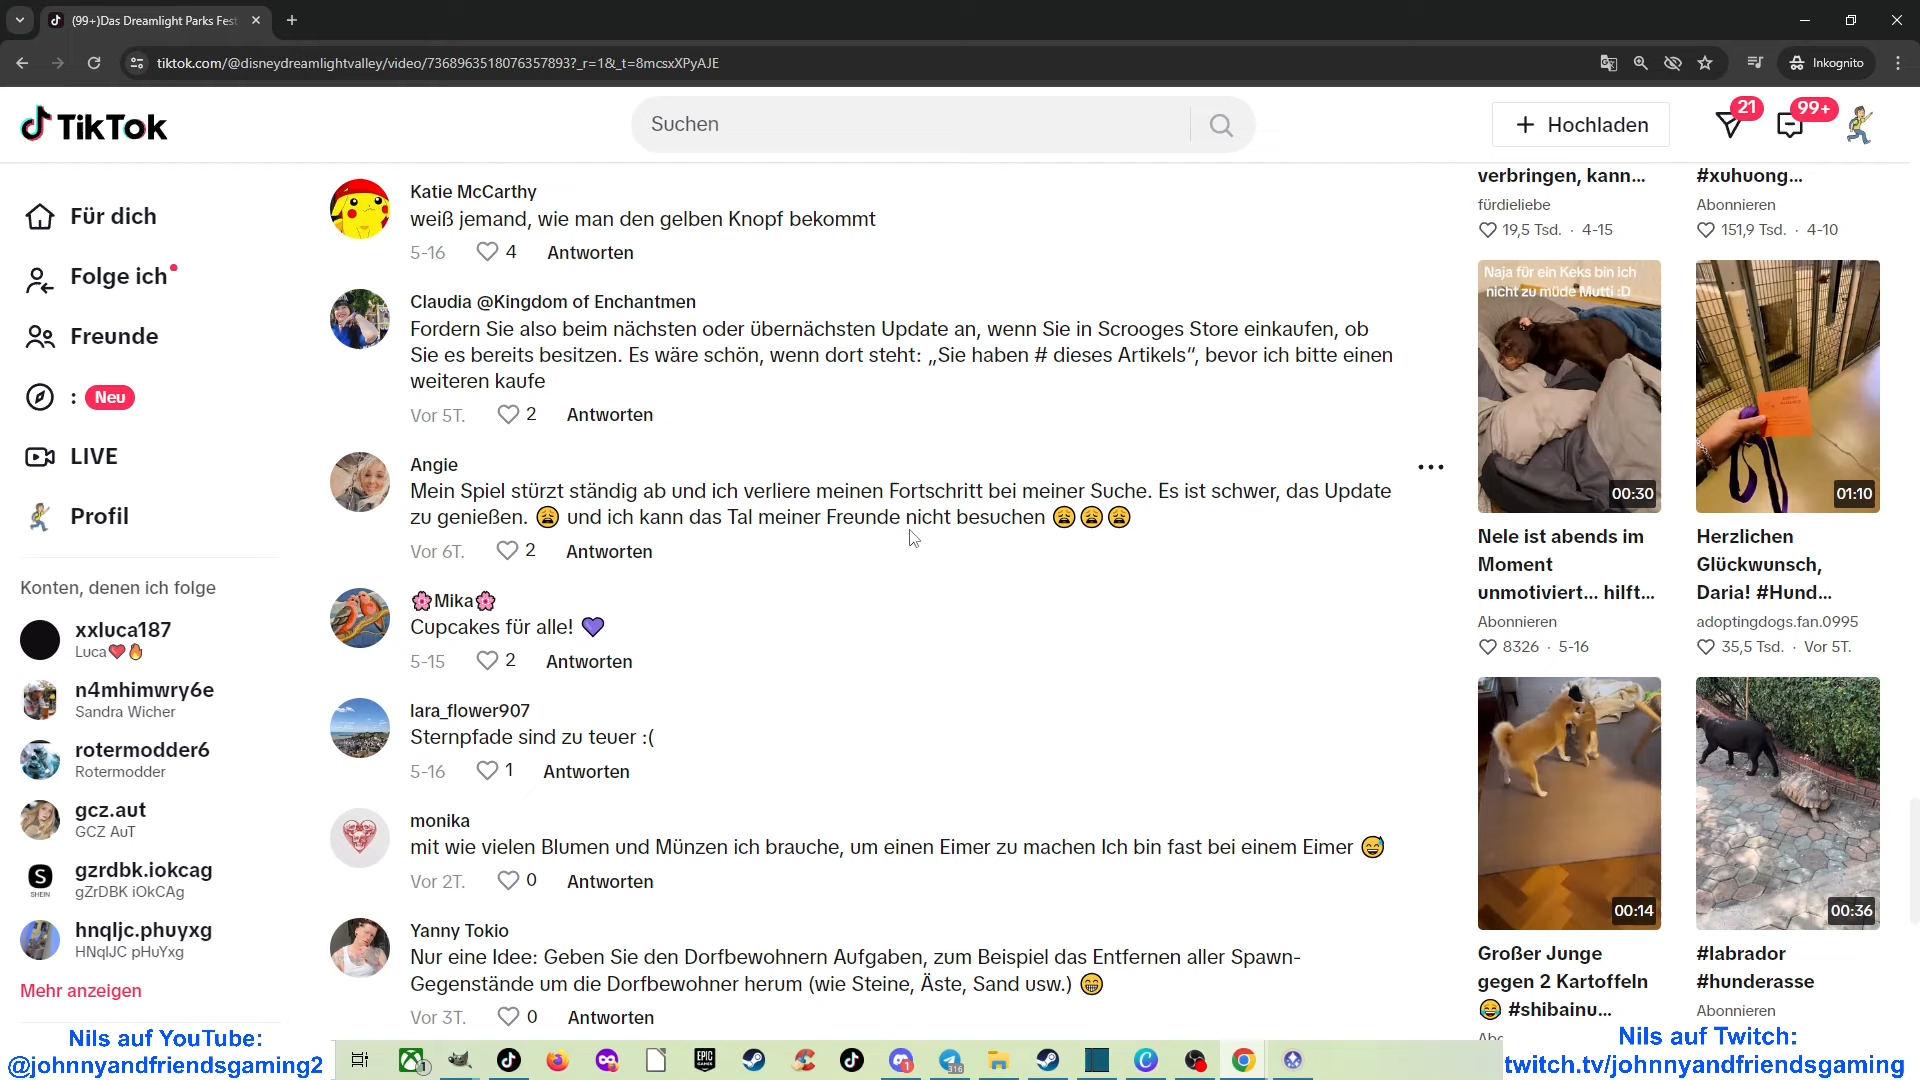 (99+)Das Dreamlight Parks Fest
tiktok.com/@disneydreamlightvalley/video/7368963518076357893?_r=1&_t=8mcsxXPyAJE
Inkognito
TikTok
Suchen
Hochladen
21
99+
Für dich
Folge ich
Freunde
: Neu
LIVE
Profil
Konten, denen ich folge
xxluca187
Luca❤️🔥
n4mhimwry6e
Sandra Wicher
rotermodder6
Rotermodder
gcz.aut
GCZ AuT
gzrdbk.iokcag
gZrDBK iOkCAg
hnqljc.phuyxg
HNqlJC pHuYxg
Mehr anzeigen
Katie McCarthy
weiß jemand, wie man den gelben Knopf bekommt
5-16 4 Antworten
Claudia @Kingdom of Enchantmen
Fordern Sie also beim nächsten oder übernächsten Update an, wenn Sie in Scrooges Store einkaufen, ob
Sie es bereits besitzen. Es wäre schön, wenn dort steht: „Sie haben # dieses Artikels“, bevor ich bitte einen
weiteren kaufe
Vor 5T. 2 Antworten
Angie
Mein Spiel stürzt ständig ab und ich verliere meinen Fortschritt bei meiner Suche. Es ist schwer, das Update
zu genießen. 😩 und ich kann das Tal meiner Freunde nicht besuchen 😩😩😩
Vor 6T. 2 Antworten
🌸Mika🌸
Cupcakes für alle! 💜
5-15 2 Antworten
lara_flower907
Sternpfade sind zu teuer :(
5-16 1 Antworten
monika
mit wie vielen Blumen und Münzen ich brauche, um einen Eimer zu machen Ich bin fast bei einem Eimer 😅
Vor 2T. 0 Antworten
Yanny Tokio
Nur eine Idee: Geben Sie den Dorfbewohnern Aufgaben, zum Beispiel das Entfernen aller Spawn-
Gegenstände um die Dorfbewohner herum (wie Steine, Äste, Sand usw.) 😁
Vor 3T. 0 Antworten
verbringen, kann...
fürdieliebe
19,5 Tsd. · 4-15
#xuhuong...
Abonnieren
151,9 Tsd. · 4-10
Naja für ein Keks bin ich
nicht zu müde Mutti :D
00:30
Nele ist abends im
Moment
unmotiviert... hilft...
Abonnieren
8326 · 5-16
01:10
Herzlichen
Glückwunsch,
Daria! #Hund...
adoptingdogs.fan.0995
35,5 Tsd. · Vor 5T.
00:14
Großer Junge
gegen 2 Kartoffeln
😂 #shibainu...
00:36
#labrador
#hunderasse
Abonnieren
Nils auf YouTube:
@johnnyandfriendsgaming2
Nils auf Twitch:
twitch.tv/johnnyandfriendsgaming
1
EPIC
GAMES
1
316
SHEIN